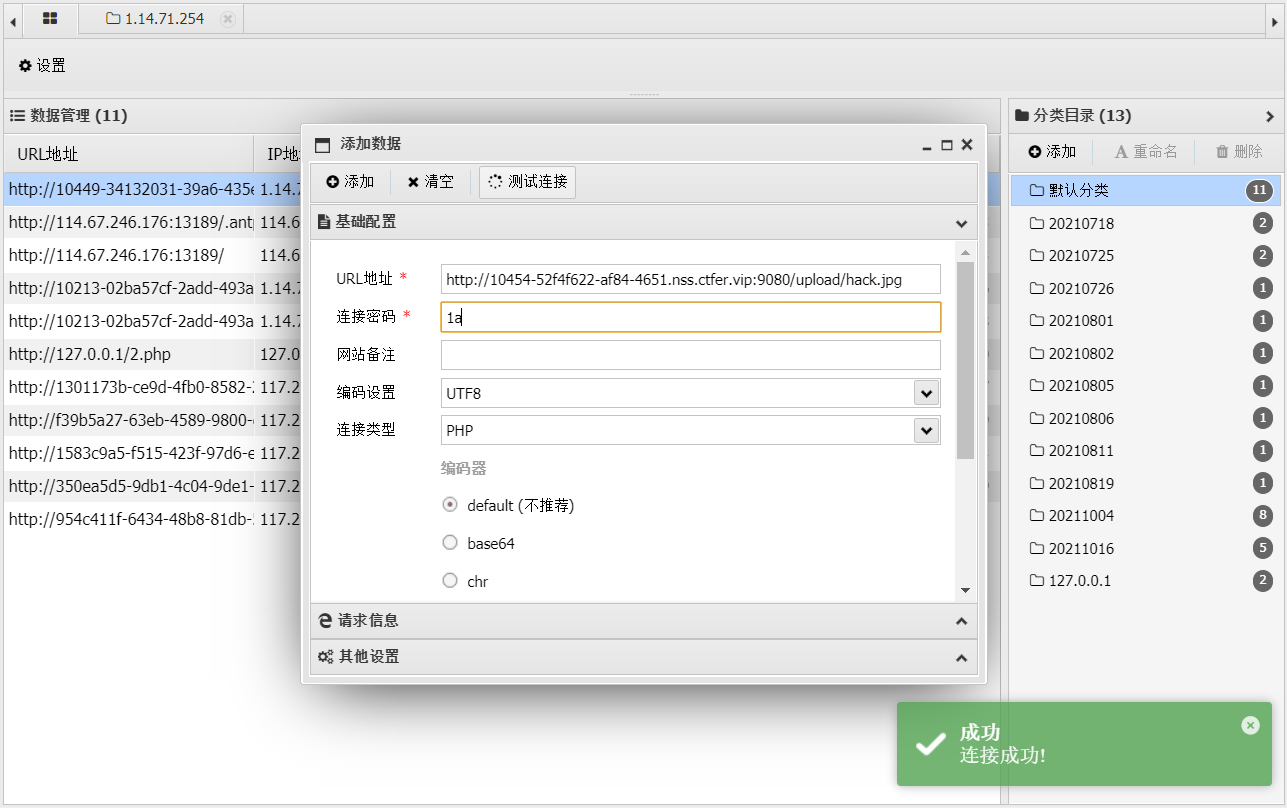 1.14.71.254
设置
数据管理 (11)
URL地址
IP地
http://10449-34132031-39a6-435e 1.14.7
http://114.67.246.176:13189/.ant 114.6
http://114.67.246.176:13189/ 114.6
http://10213-02ba57cf-2add-493a 1.14.7
http://10213-02ba57cf-2add-493a 1.14.7
http://127.0.0.1/2.php 127.0
http://1301173b-ce9d-4fb0-8582- 117.2
http://f39b5a27-63eb-4589-9800- 117.2
http://1583c9a5-f515-423f-97d6-e 117.2
http://350ea5d5-9db1-4c04-9de1- 117.2
http://954c411f-6434-48b8-81db- 117.2
添加数据
添加 清空 测试连接
基础配置
URL地址 * http://10454-52f4f622-af84-4651.nss.ctfer.vip:9080/upload/hack.jpg
连接密码 * 1a
网站备注
编码设置 UTF8
连接类型 PHP
编码器
default (不推荐)
base64
chr
请求信息
其他设置
分类目录 (13)
添加 重命名 删除
默认分类 11
20210718 2
20210725 2
20210726 1
20210801 1
20210802 1
20210805 1
20210806 1
20210811 1
20210819 1
20211004 8
20211016 5
127.0.0.1 2
成功
连接成功!